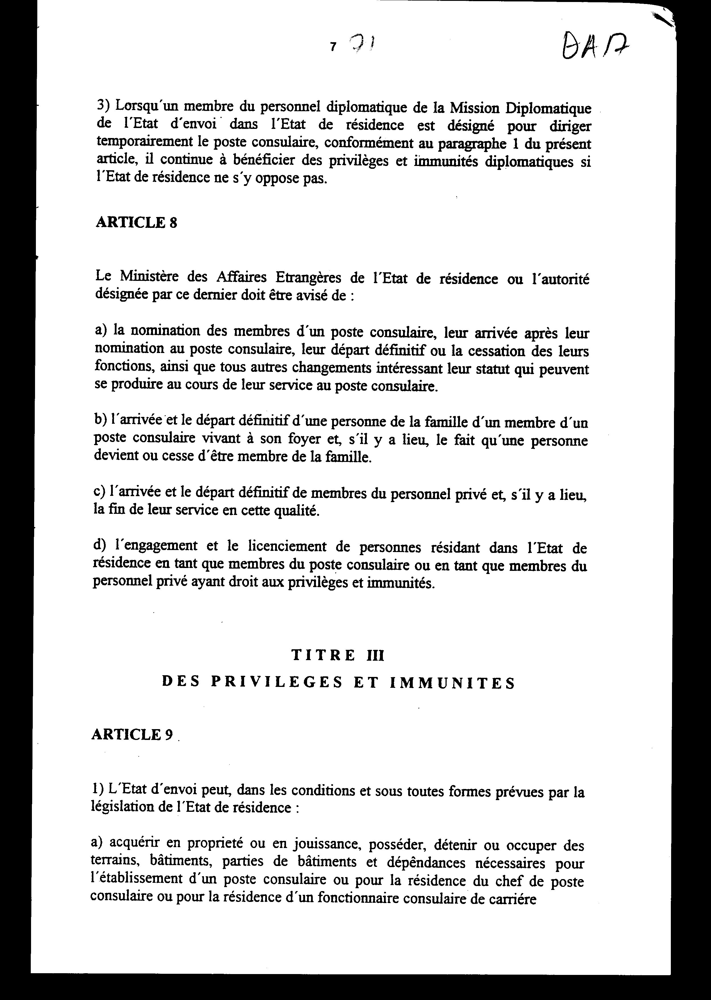 7
3) Lorsqu´un membre du personnel diplomatique de la Mission Diplomatique
de l´Etat d´envoi dans l´Etat de résidence est désigné pour diriger
temporairement le poste consulaire, conformément au paragraphe 1 du présent
article, il continue à bénéficier des privilèges et immunités diplomatiques si
l´Etat de résidence ne s´y oppose pas.
ARTICLE 8
Le Ministère des Affaires Etrangères de l´Etat de résidence ou l´autorité
désignée par ce dernier doit être avisé de :
a) la nomination des membres d´un poste consulaire, leur arrivée après leur
nomination au poste consulaire, leur départ définitif ou la cessation des leurs
fonctions, ainsi que tous autres changements intéressant leur statut qui peuvent
se produire au cours de leur service au poste consulaire.
b) l´arrivée et le départ définitif d´une personne de la famille d´un membre d´un
poste consulaire vivant à son foyer et, s´il y a lieu, le fait qu´une personne
devient ou cesse d´être membre de la famille.
c) l´arrivée et le départ définitif de membres du personnel privé et, s´il y a lieu,
la fin de leur service en cette qualité.
d) l´engagement et le licenciement de personnes résidant dans l´Etat de
résidence en tant que membres du poste consulaire ou en tant que membres du
personnel privé ayant droit aux privilèges et immunités.
TITRE III
DES PRIVILEGES ET IMMUNITES
ARTICLE 9
1) L´Etat d´envoi peut, dans les conditions et sous toutes formes prévues par la
législation de l´Etat de résidence :
a) acquérir en proprieté ou en jouissance, posséder, détenir ou occuper des
terrains, bâtiments, parties de bâtiments et dépêndances nécessaires pour
l´établissement d´un poste consulaire ou pour la résidence du chef de poste
consulaire ou pour la résidence d´un fonctionnaire consulaire de carriére